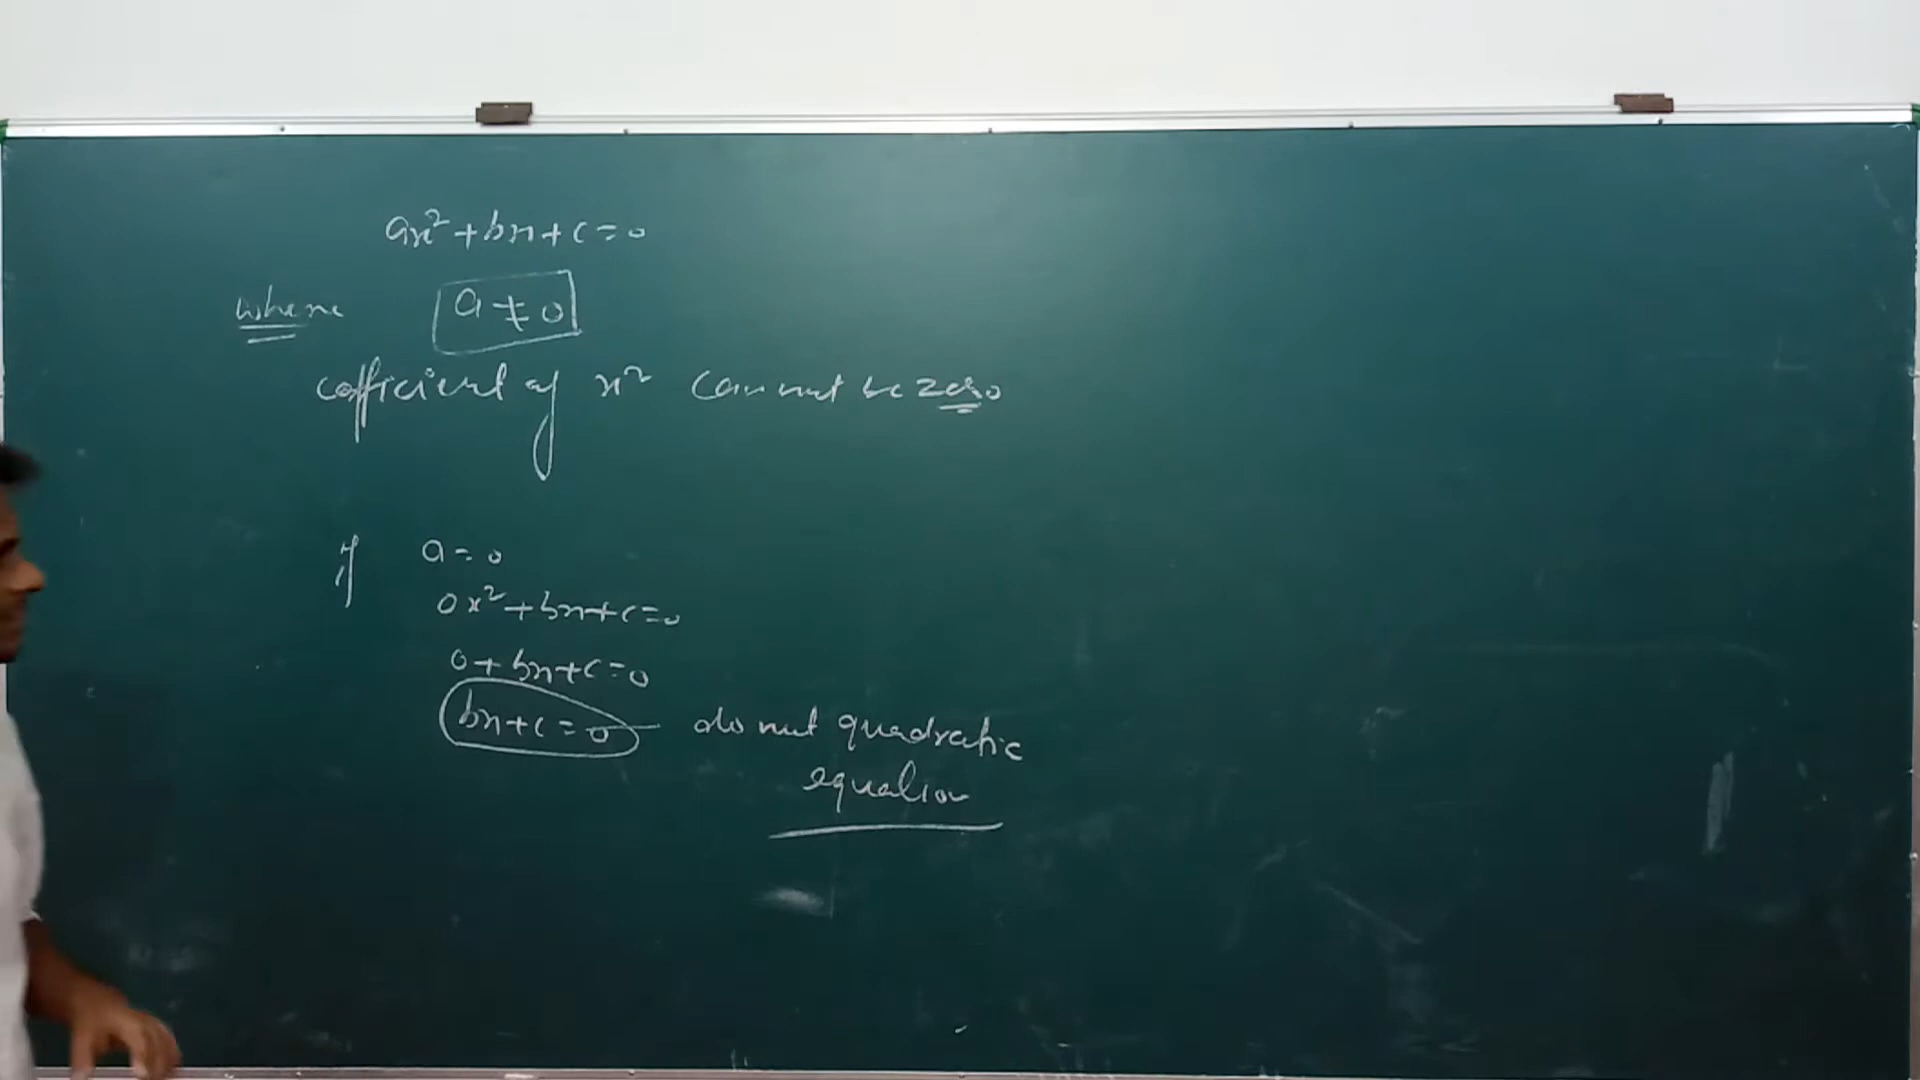 ax²+bx+c=0
where a≠0
cofficient of x² can not be zero
if a=0
0x²+bx+c=0
0+bx+c=0
bx+c=0 do not quadratic
equation